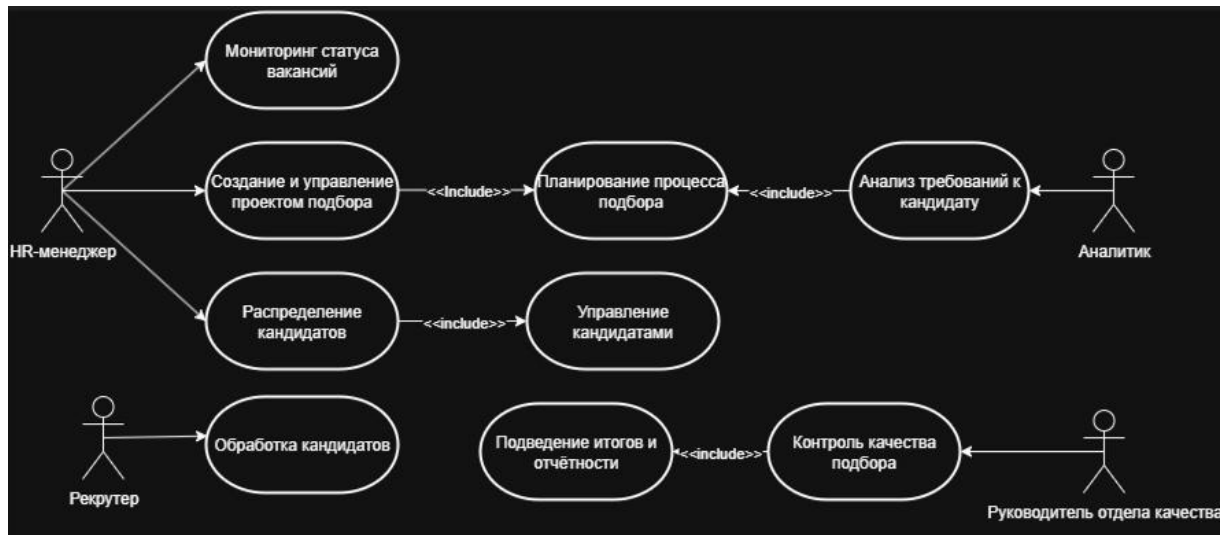 Мониторинг статуса
вакансий
HR-менеджер
Создание и управление
проектом подбора
<<Include>>
Планирование процесса
подбора
<<include>>
Анализ требований к
кандидату
Аналитик
Распределение
кандидатов
<<include>>
Управление
кандидатами
Рекрутер
Обработка кандидатов
Подведение итогов и
отчётности
<<include>>
Контроль качества
подбора
Руководитель отдела качества